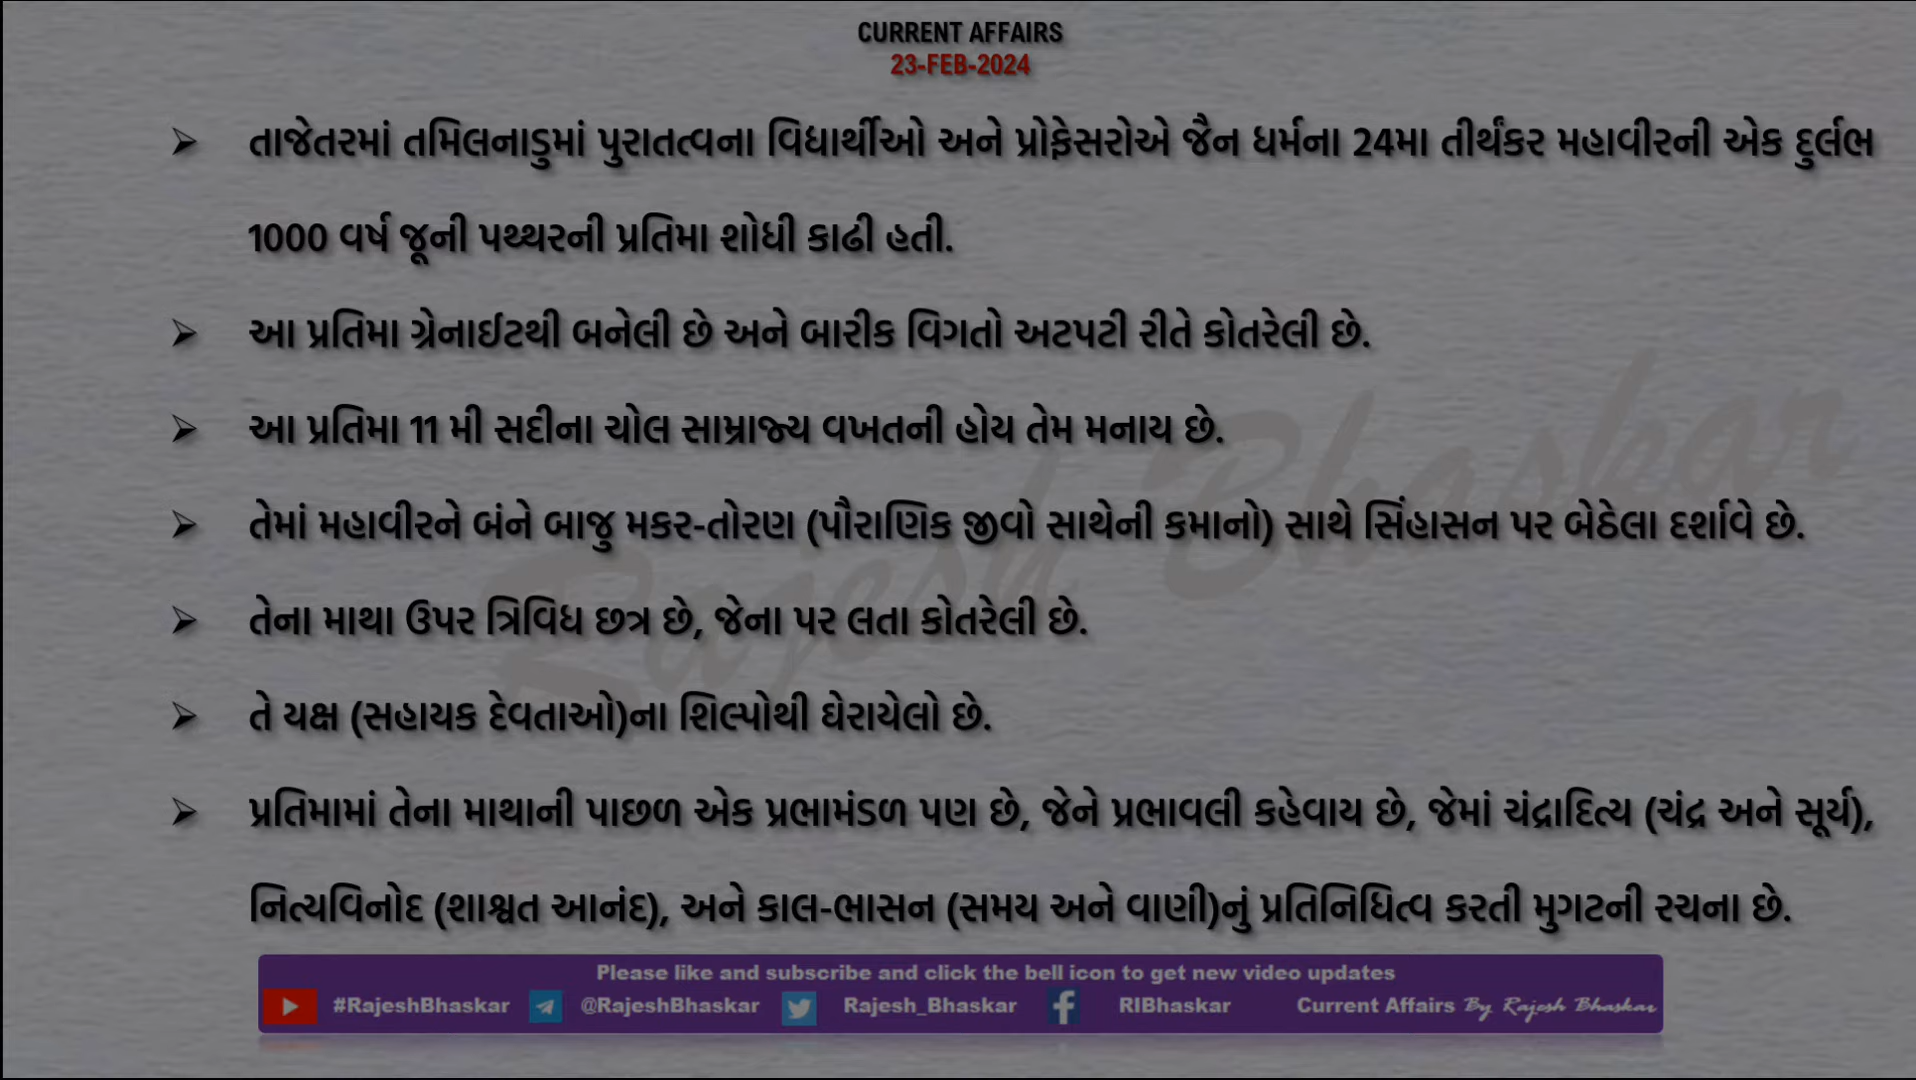 CURRENT AFFAIRS
23-FEB-2024
➢ તાજેતરમાં તમિલનાડુમાં પુરાતત્વના વિદ્યાર્થીઓ અને પ્રોફેસરોએ જૈન ધર્મના 24મા તીર્થંકર મહાવીરની એક દુર્લભ
1000 વર્ષ જૂની પથ્થરની પ્રતિમા શોધી કાઢી હતી.
➢ આ પ્રતિમા ગ્રેનાઈટથી બનેલી છે અને બારીક વિગતો અટપટી રીતે કોતરેલી છે.
➢ આ પ્રતિમા 11 મી સદીના ચોલ સામ્રાજ્ય વખતની હોય તેમ મનાય છે.
➢ તેમાં મહાવીરને બંને બાજુ મકર-તોરણ (પૌરાણિક જીવો સાથેની કમાનો) સાથે સિંહાસન પર બેઠેલા દર્શાવે છે.
➢ તેના માથા ઉપર ત્રિવિધ છત્ર છે, જેના પર લતા કોતરેલી છે.
➢ તે યક્ષ (સહાયક દેવતાઓ)ના શિલ્પોથી ઘેરાયેલો છે.
➢ પ્રતિમામાં તેના માથાની પાછળ એક પ્રભામંડળ પણ છે, જેને પ્રભાવલી કહેવાય છે, જેમાં ચંદ્રાદિત્ય (ચંદ્ર અને સૂર્ય),
નિત્યવિનોદ (શાશ્વત આનંદ), અને કાલ-ભાસન (સમય અને વાણી)નું પ્રતિનિધિત્વ કરતી મુગટની રચના છે.
Rajesh Bhaskar
Please like and subscribe and click the bell icon to get new video updates
#RajeshBhaskar @RajeshBhaskar Rajesh_Bhaskar RIBhaskar Current Affairs By Rajesh Bhaskar